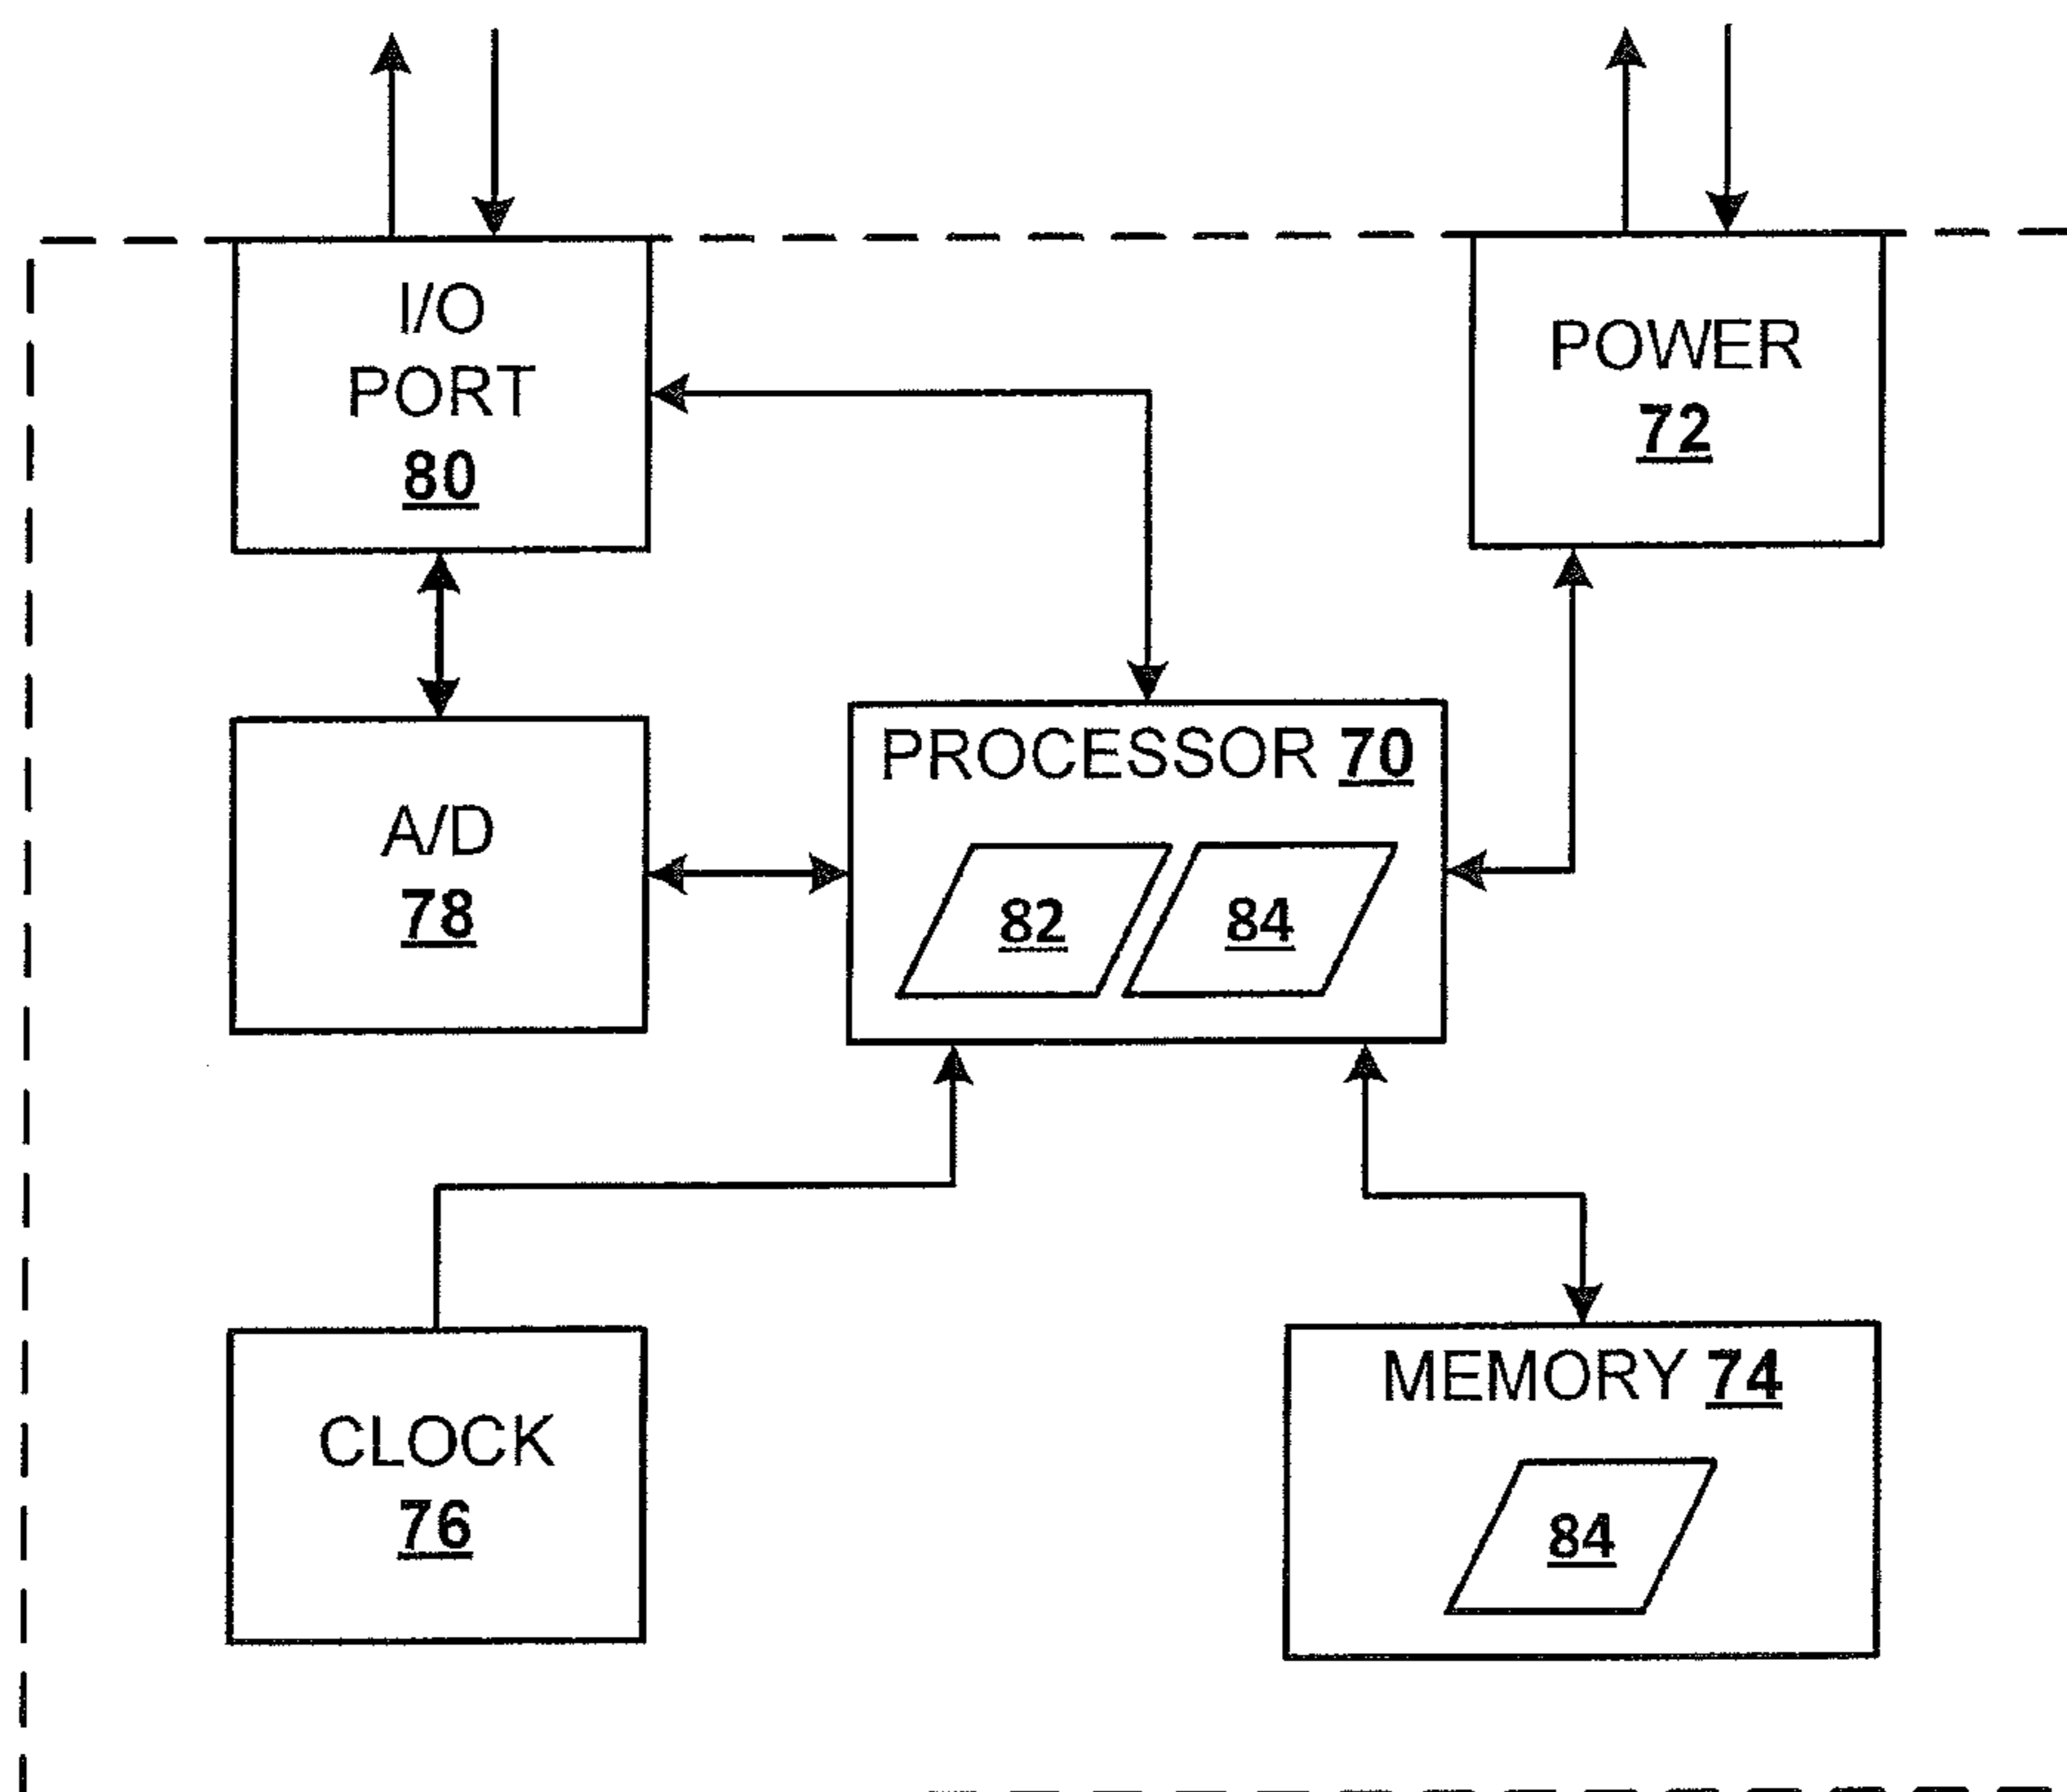 I/O
PORT
80
POWER
72
A/D
78
PROCESSOR 70
82
84
CLOCK
76
MEMORY 74
84